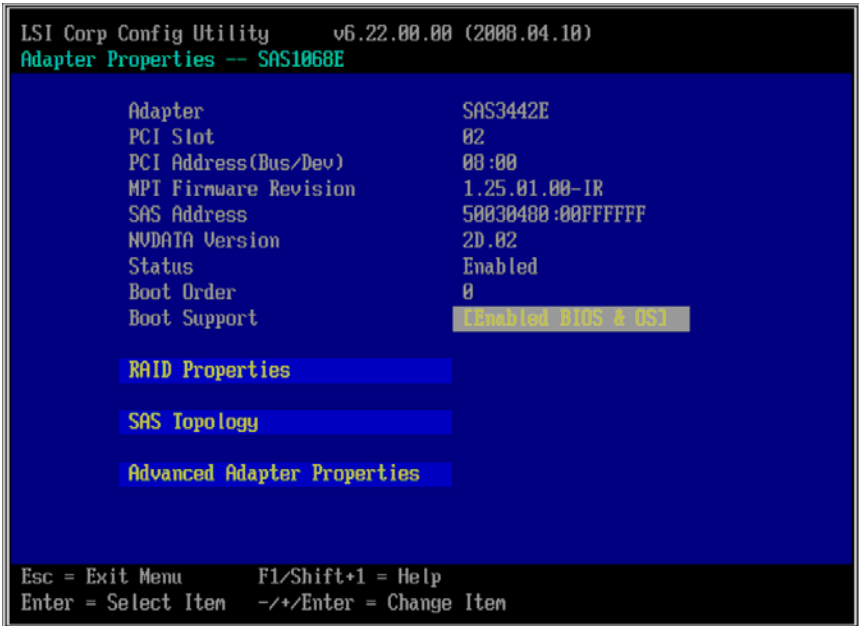 LSI Corp Config Utility v6.22.00.00 (2008.04.10)
Adapter Properties -- SAS1068E
Adapter SAS3442E
PCI Slot 02
PCI Address(Bus/Dev) 08:00
MPT Firmware Revision 1.25.01.00-IR
SAS Address 50030480:00FFFFFF
NVDATA Version 2D.02
Status Enabled
Boot Order 0
Boot Support [Enabled BIOS & OS]
RAID Properties
SAS Topology
Advanced Adapter Properties
Esc = Exit Menu F1/Shift+1 = Help
Enter = Select Item -/+/Enter = Change Item